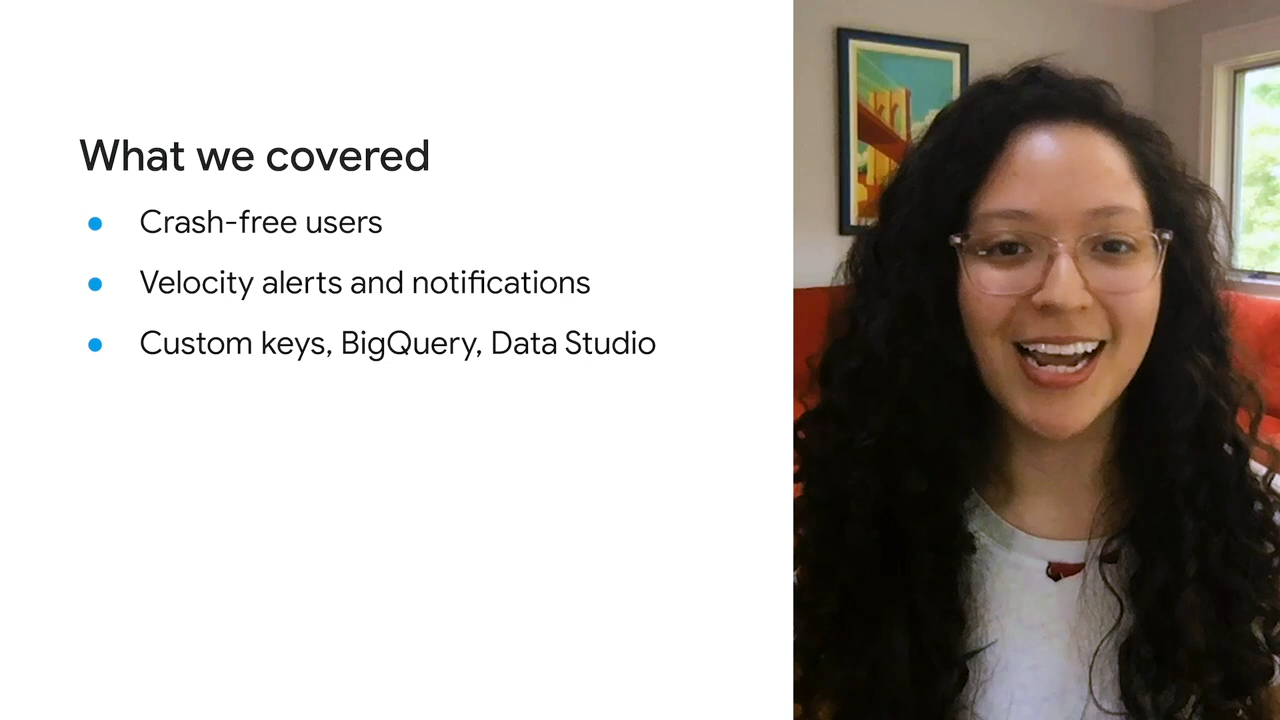 What we covered
Crash-free users
Velocity alerts and notifications
Custom keys, BigQuery, Data Studio